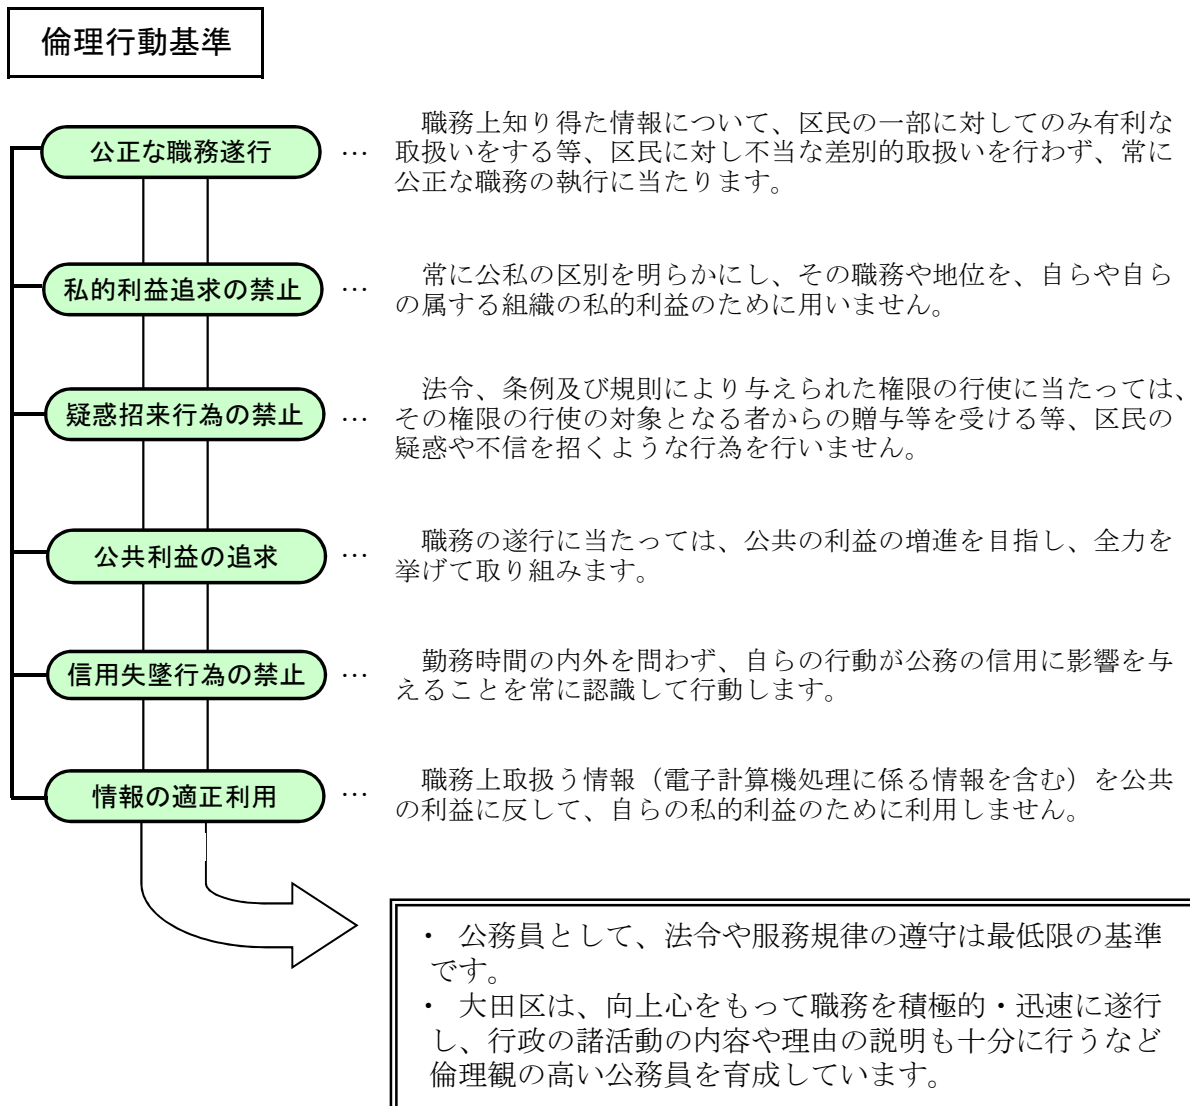 倫理行動基準
公正な職務遂行
… 職務上知り得た情報について、区民の一部に対してのみ有利な
取扱いをする等、区民に対し不当な差別的取扱いを行わず、常に
公正な職務の執行に当たります。
私的利益追求の禁止
… 常に公私の区別を明らかにし、その職務や地位を、自らや自ら
の属する組織の私的利益のために用いません。
疑惑招来行為の禁止
… 法令、条例及び規則により与えられた権限の行使に当たっては、
その権限の行使の対象となる者からの贈与等を受ける等、区民の
疑惑や不信を招くような行為を行いません。
公共利益の追求
… 職務の遂行に当たっては、公共の利益の増進を目指し、全力を
挙げて取り組みます。
信用失墜行為の禁止
… 勤務時間の内外を問わず、自らの行動が公務の信用に影響を与
えることを常に認識して行動します。
情報の適正利用
… 職務上取扱う情報（電子計算機処理に係る情報を含む）を公共
の利益に反して、自らの私的利益のために利用しません。
・ 公務員として、法令や服務規律の遵守は最低限の基準
です。
・ 大田区は、向上心をもって職務を積極的・迅速に遂行
し、行政の諸活動の内容や理由の説明も十分に行うなど
倫理観の高い公務員を育成しています。